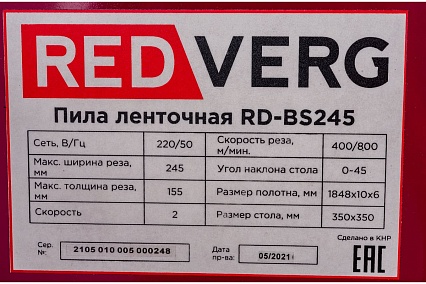 REDVERG
Пила ленточная RD-BS245
Сеть, В/Гц 220/50 Скорость реза, м/мин. 400/800
Макс. ширина реза, мм 245 Угол наклона стола 0-45
Макс. толщина реза, мм 155 Размер полотна, мм 1848x10x6
Скорость 2 Размер стола, мм 350x350
Сделано в КНР
Сер. №: 2105 010 005 000248 Дата пр-ва: 05/2021г ЕАС